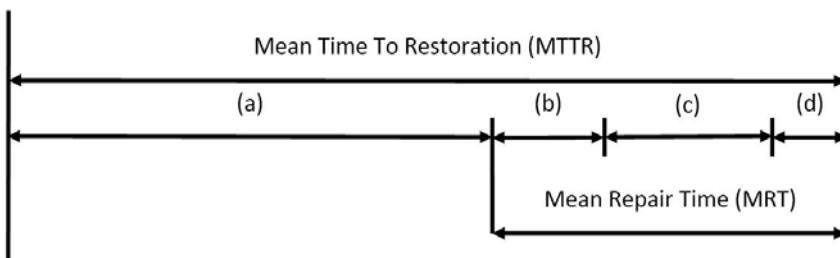 Mean Time To Restoration (MTTR)
(a) (b) (c) (d)
Mean Repair Time (MRT)